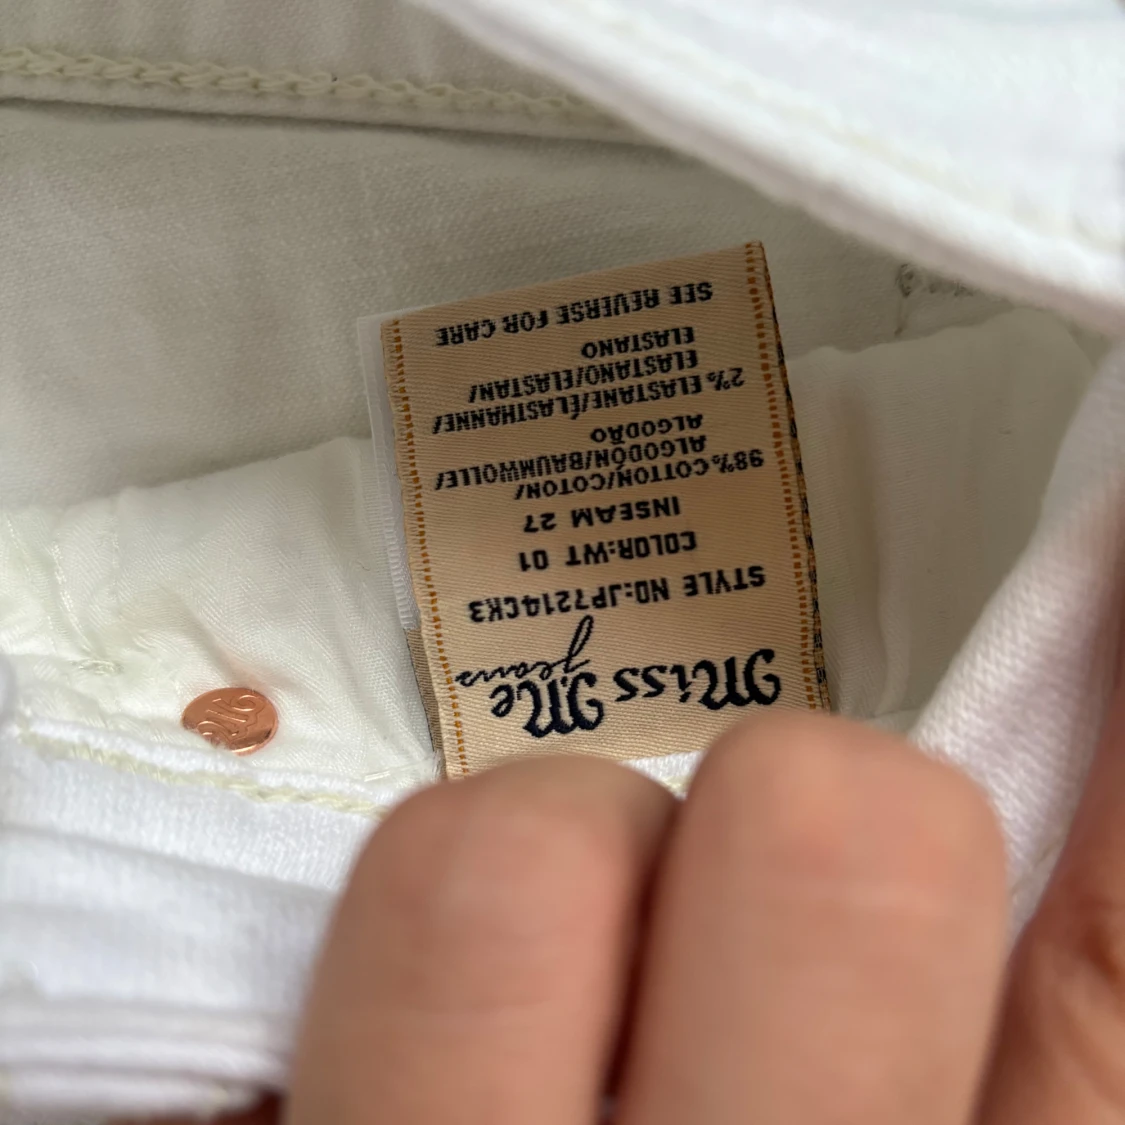 Miss Me
jeans
STYLE NO:JP7214CK3
COLOR:WT 01
INSEAM 27
98% COTTON/COTON/
ALGODÓN/BAUMWOLLE/
ALGODÃO
2% ELASTANE/ÉLASTHANNE/
ELASTANO/ELASTAN/
ELASTANO
SEE REVERSE FOR CARE